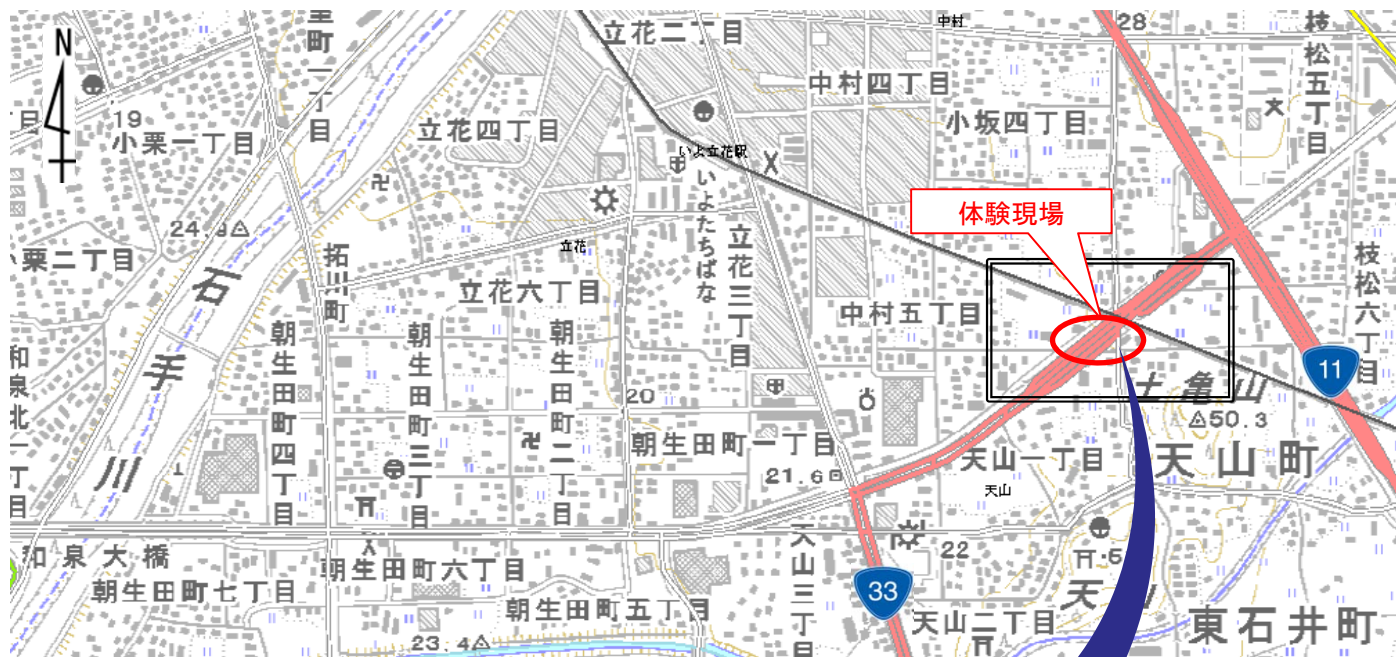 N
立花二丁目
中村
28
枝松五丁目
中村四丁目
19
小栗一丁目
立花四丁目
小坂四丁目
いよ立花駅
いよたちばな
体験現場
24.9
石手川
拓川町
立花
立花三丁目
枝松六丁目
立花六丁目
中村五丁目
和泉北一丁目
朝生田町四丁目
朝生田町三丁目
朝生田町二丁目
11
土亀山
20
50.3
朝生田町一丁目
天山一丁目
天山町
21.6
天山
和泉大橋
天山三丁目
22
朝生田町六丁目
33
朝生田町七丁目
朝生田町五丁目
天山二丁目
東石井町
23.4